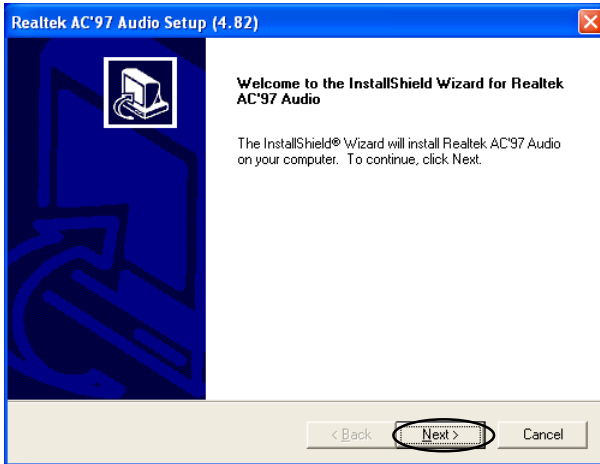 Realtek AC'97 Audio Setup (4.82)
Welcome to the InstallShield Wizard for Realtek
AC'97 Audio
The InstallShield® Wizard will install Realtek AC'97 Audio
on your computer. To continue, click Next.
< Back Next > Cancel